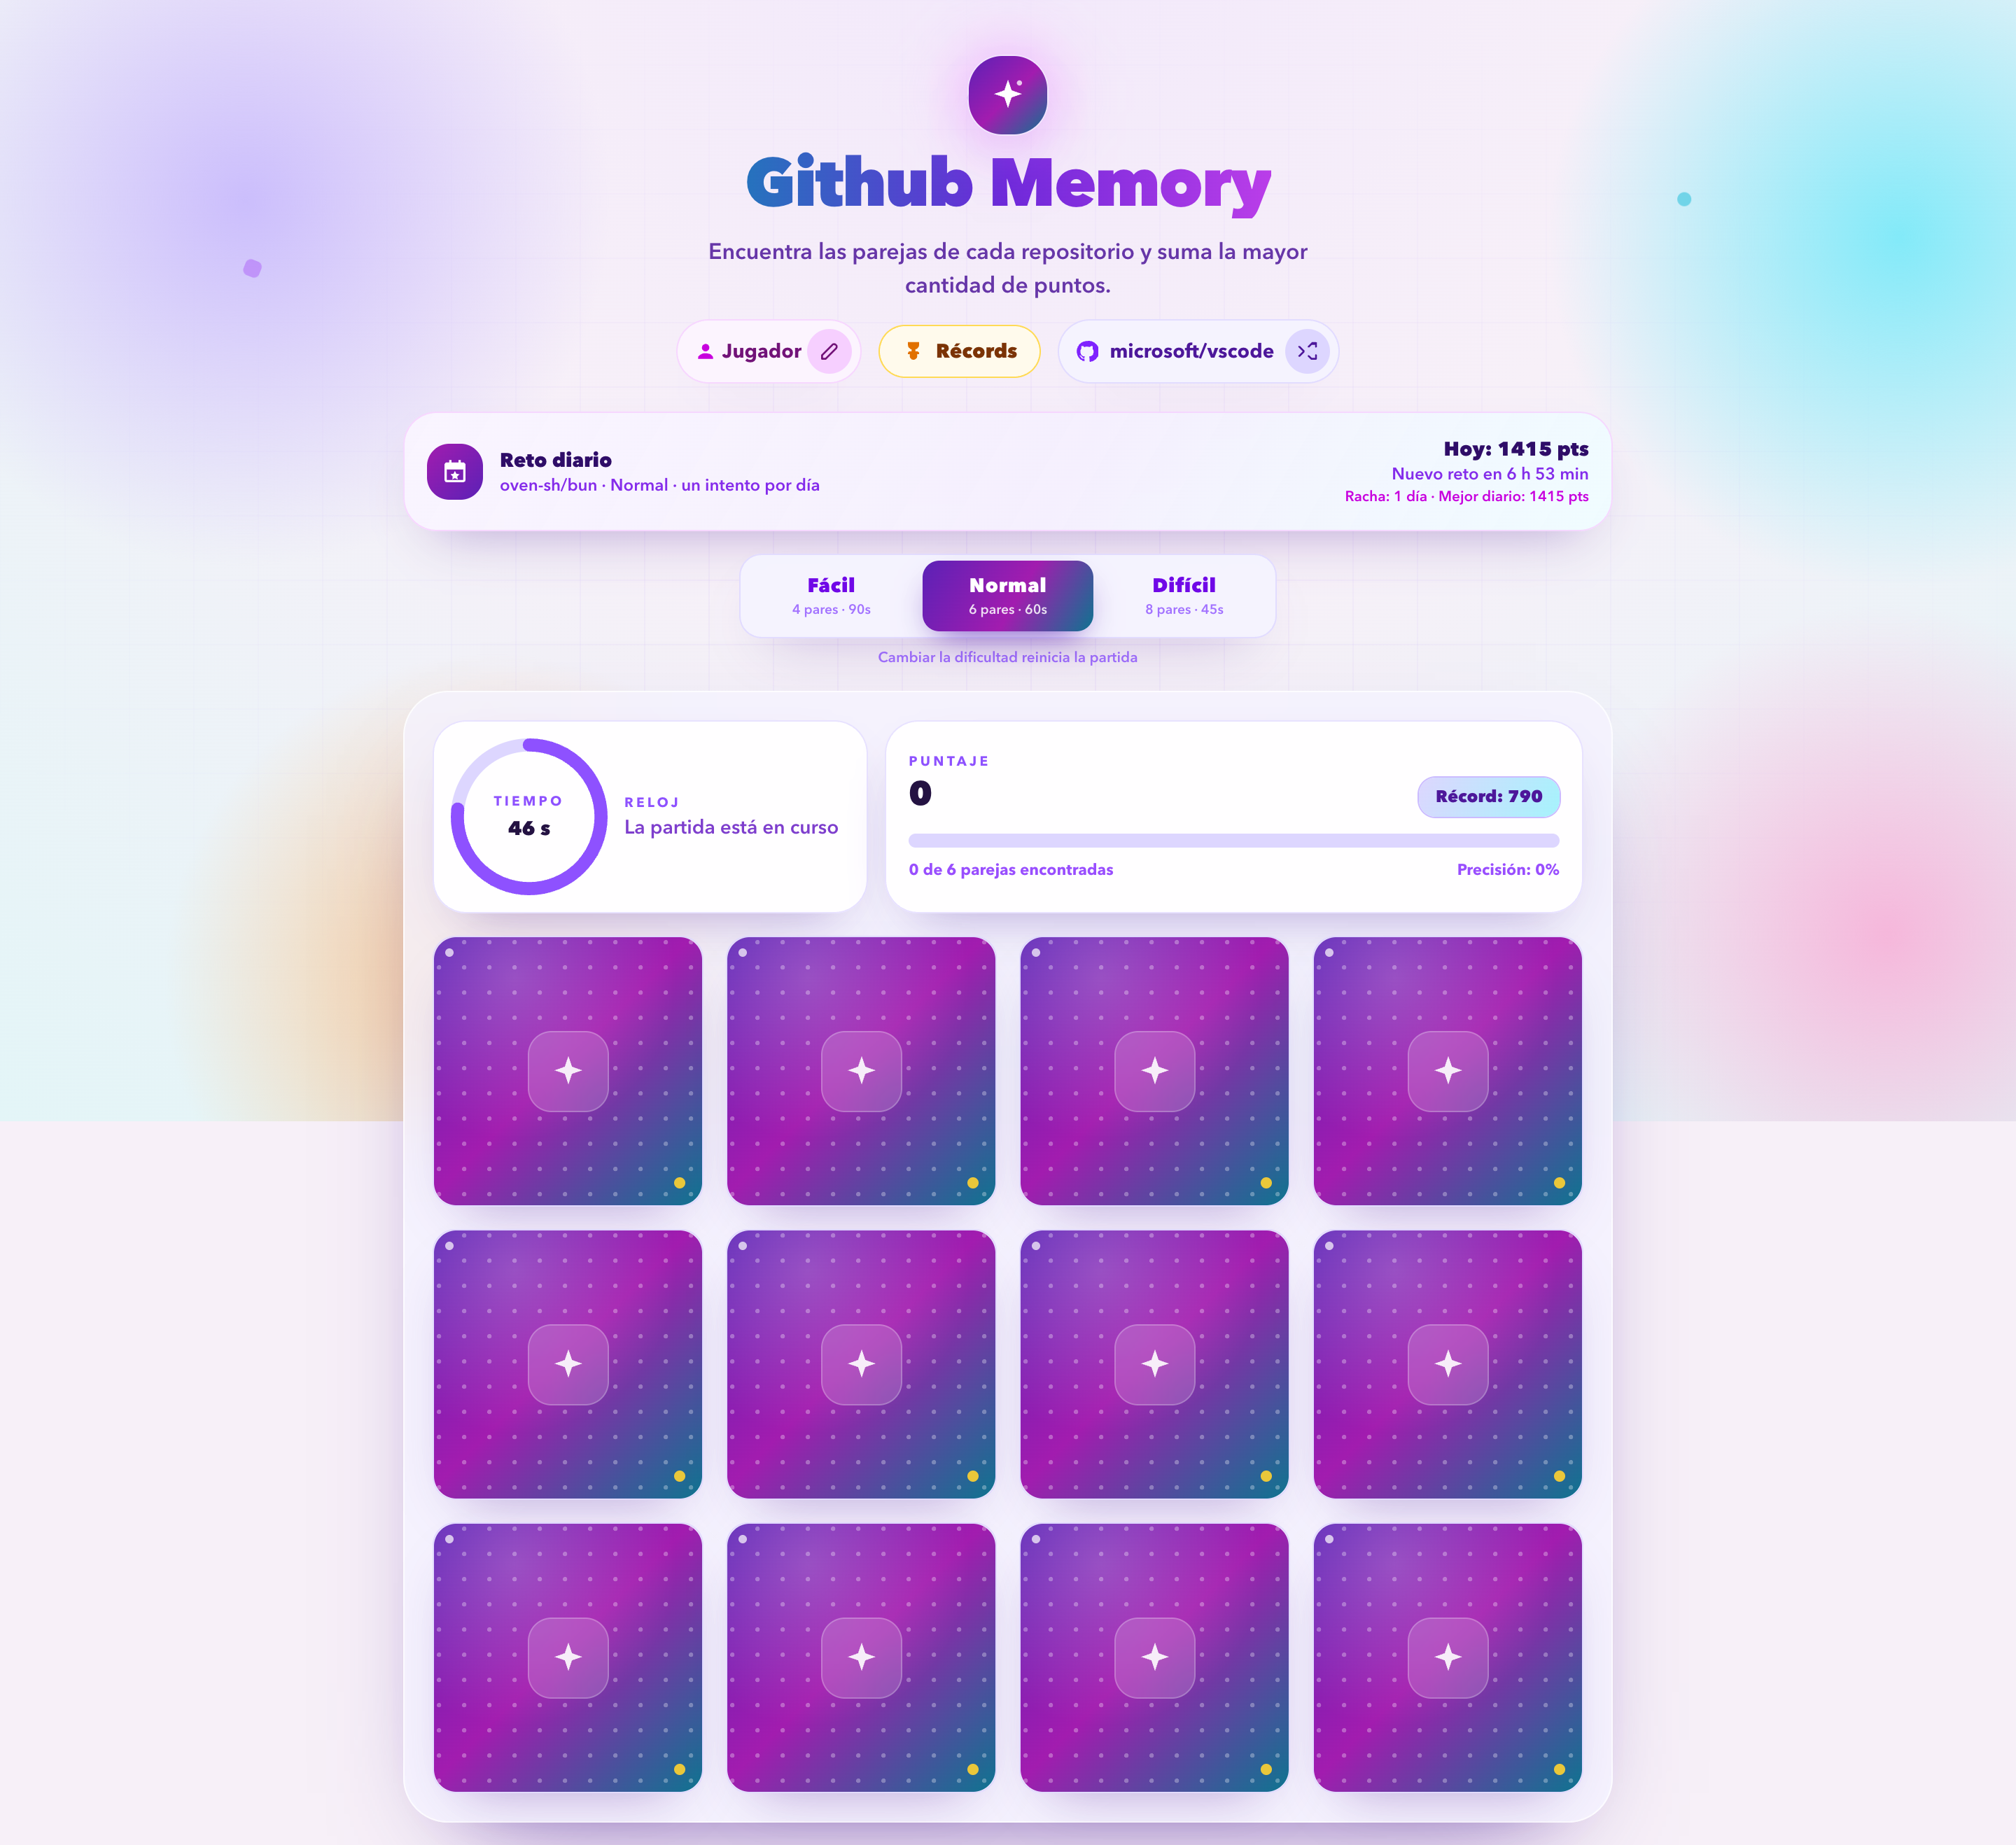 Github Memory
Encuentra las parejas de cada repositorio y suma la mayor
cantidad de puntos.
Jugador
Récords
microsoft/vscode
Reto diario
oven-sh/bun · Normal · un intento por día
Hoy: 1415 pts
Nuevo reto en 6 h 53 min
Racha: 1 día · Mejor diario: 1415 pts
Fácil
4 pares · 90s
Normal
6 pares · 60s
Difícil
8 pares · 45s
Cambiar la dificultad reinicia la partida
TIEMPO
46 s
RELOJ
La partida está en curso
PUNTAJE
0
Récord: 790
0 de 6 parejas encontradas
Precisión: 0%